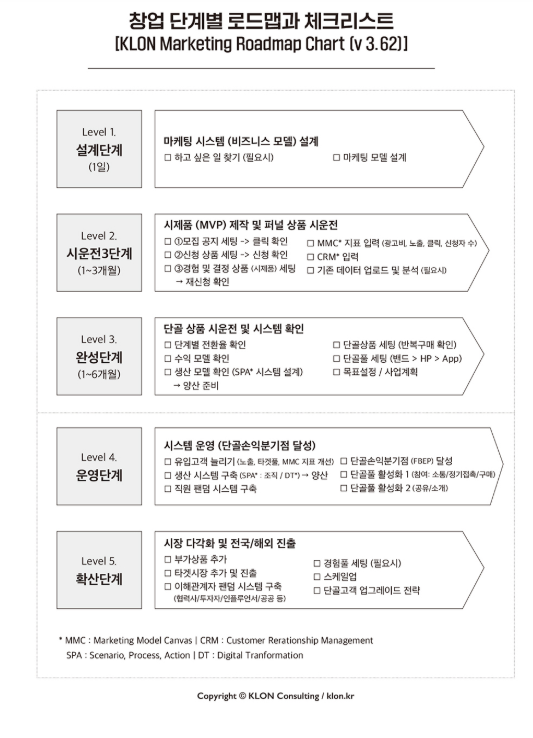 창업 단계별 로드맵과 체크리스트
[KLON Marketing Roadmap Chart (v 3.62)]
Level 1.
설계단계
(1일)
마케팅 시스템 (비즈니스 모델) 설계
□ 하고 싶은 일 찾기 (필요시)
□ 마케팅 모델 설계
Level 2.
시운전3단계
(1~3개월)
시제품 (MVP) 제작 및 퍼널 상품 시운전
□ ①모집 공지 세팅 -> 클릭 확인
□ ②신청 상품 세팅 -> 신청 확인
□ ③경험 및 결정 상품 (시제품) 세팅
→ 재신청 확인
□ MMC* 지표 입력 (광고비, 노출, 클릭, 신청자 수)
□ CRM* 입력
□ 기존 데이터 업로드 및 분석 (필요시)
Level 3.
완성단계
(1~6개월)
단골 상품 시운전 및 시스템 확인
□ 단계별 전환율 확인
□ 수익 모델 확인
□ 생산 모델 확인 (SPA* 시스템 설계)
→ 양산 준비
□ 단골상품 세팅 (반복구매 확인)
□ 단골풀 세팅 (밴드 > HP > App)
□ 목표설정 / 사업계획
Level 4.
운영단계
시스템 운영 (단골손익분기점 달성)
□ 유입고객 늘리기 (노출, 타겟풀, MMC 지표 개선)
□ 생산 시스템 구축 (SPA* : 조직 / DT*) → 양산
□ 직원 팬덤 시스템 구축
□ 단골손익분기점 (FBEP) 달성
□ 단골풀 활성화 1 (참여: 소통/정기접촉/구매)
□ 단골풀 활성화 2 (공유/소개)
Level 5.
확산단계
시장 다각화 및 전국/해외 진출
□ 부가상품 추가
□ 타겟시장 추가 및 진출
□ 이해관계자 팬덤 시스템 구축
(협력사/투자자/인플루언서/공공 등)
□ 경험풀 세팅 (필요시)
□ 스케일업
□ 단골고객 업그레이드 전략
* MMC : Marketing Model Canvas | CRM : Customer Rerationship Management
SPA : Scenario, Process, Action | DT : Digital Tranformation
Copyright © KLON Consulting / klon.kr